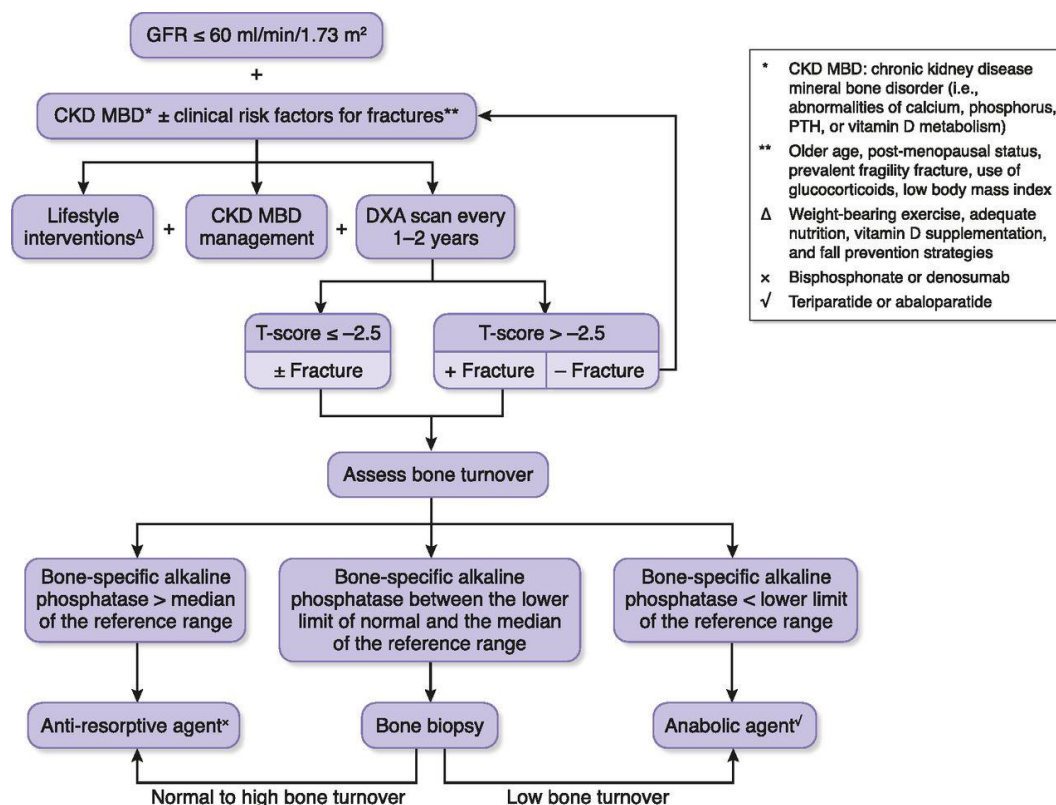 GFR ≤ 60 ml/min/1.73 m²
+
CKD MBD* ± clinical risk factors for fractures**
Lifestyle
interventionsΔ
+
CKD MBD
management
+
DXA scan every
1–2 years
T-score ≤ –2.5
± Fracture
T-score > –2.5
+ Fracture
– Fracture
Assess bone turnover
Bone-specific alkaline
phosphatase > median
of the reference range
Bone-specific alkaline
phosphatase between the lower
limit of normal and the median
of the reference range
Bone-specific alkaline
phosphatase < lower limit
of the reference range
Anti-resorptive agent×
Bone biopsy
Anabolic agent√
Normal to high bone turnover
Low bone turnover
* CKD MBD: chronic kidney disease
mineral bone disorder (i.e.,
abnormalities of calcium, phosphorus,
PTH, or vitamin D metabolism)
** Older age, post-menopausal status,
prevalent fragility fracture, use of
glucocorticoids, low body mass index
Δ Weight-bearing exercise, adequate
nutrition, vitamin D supplementation,
and fall prevention strategies
× Bisphosphonate or denosumab
√ Teriparatide or abaloparatide